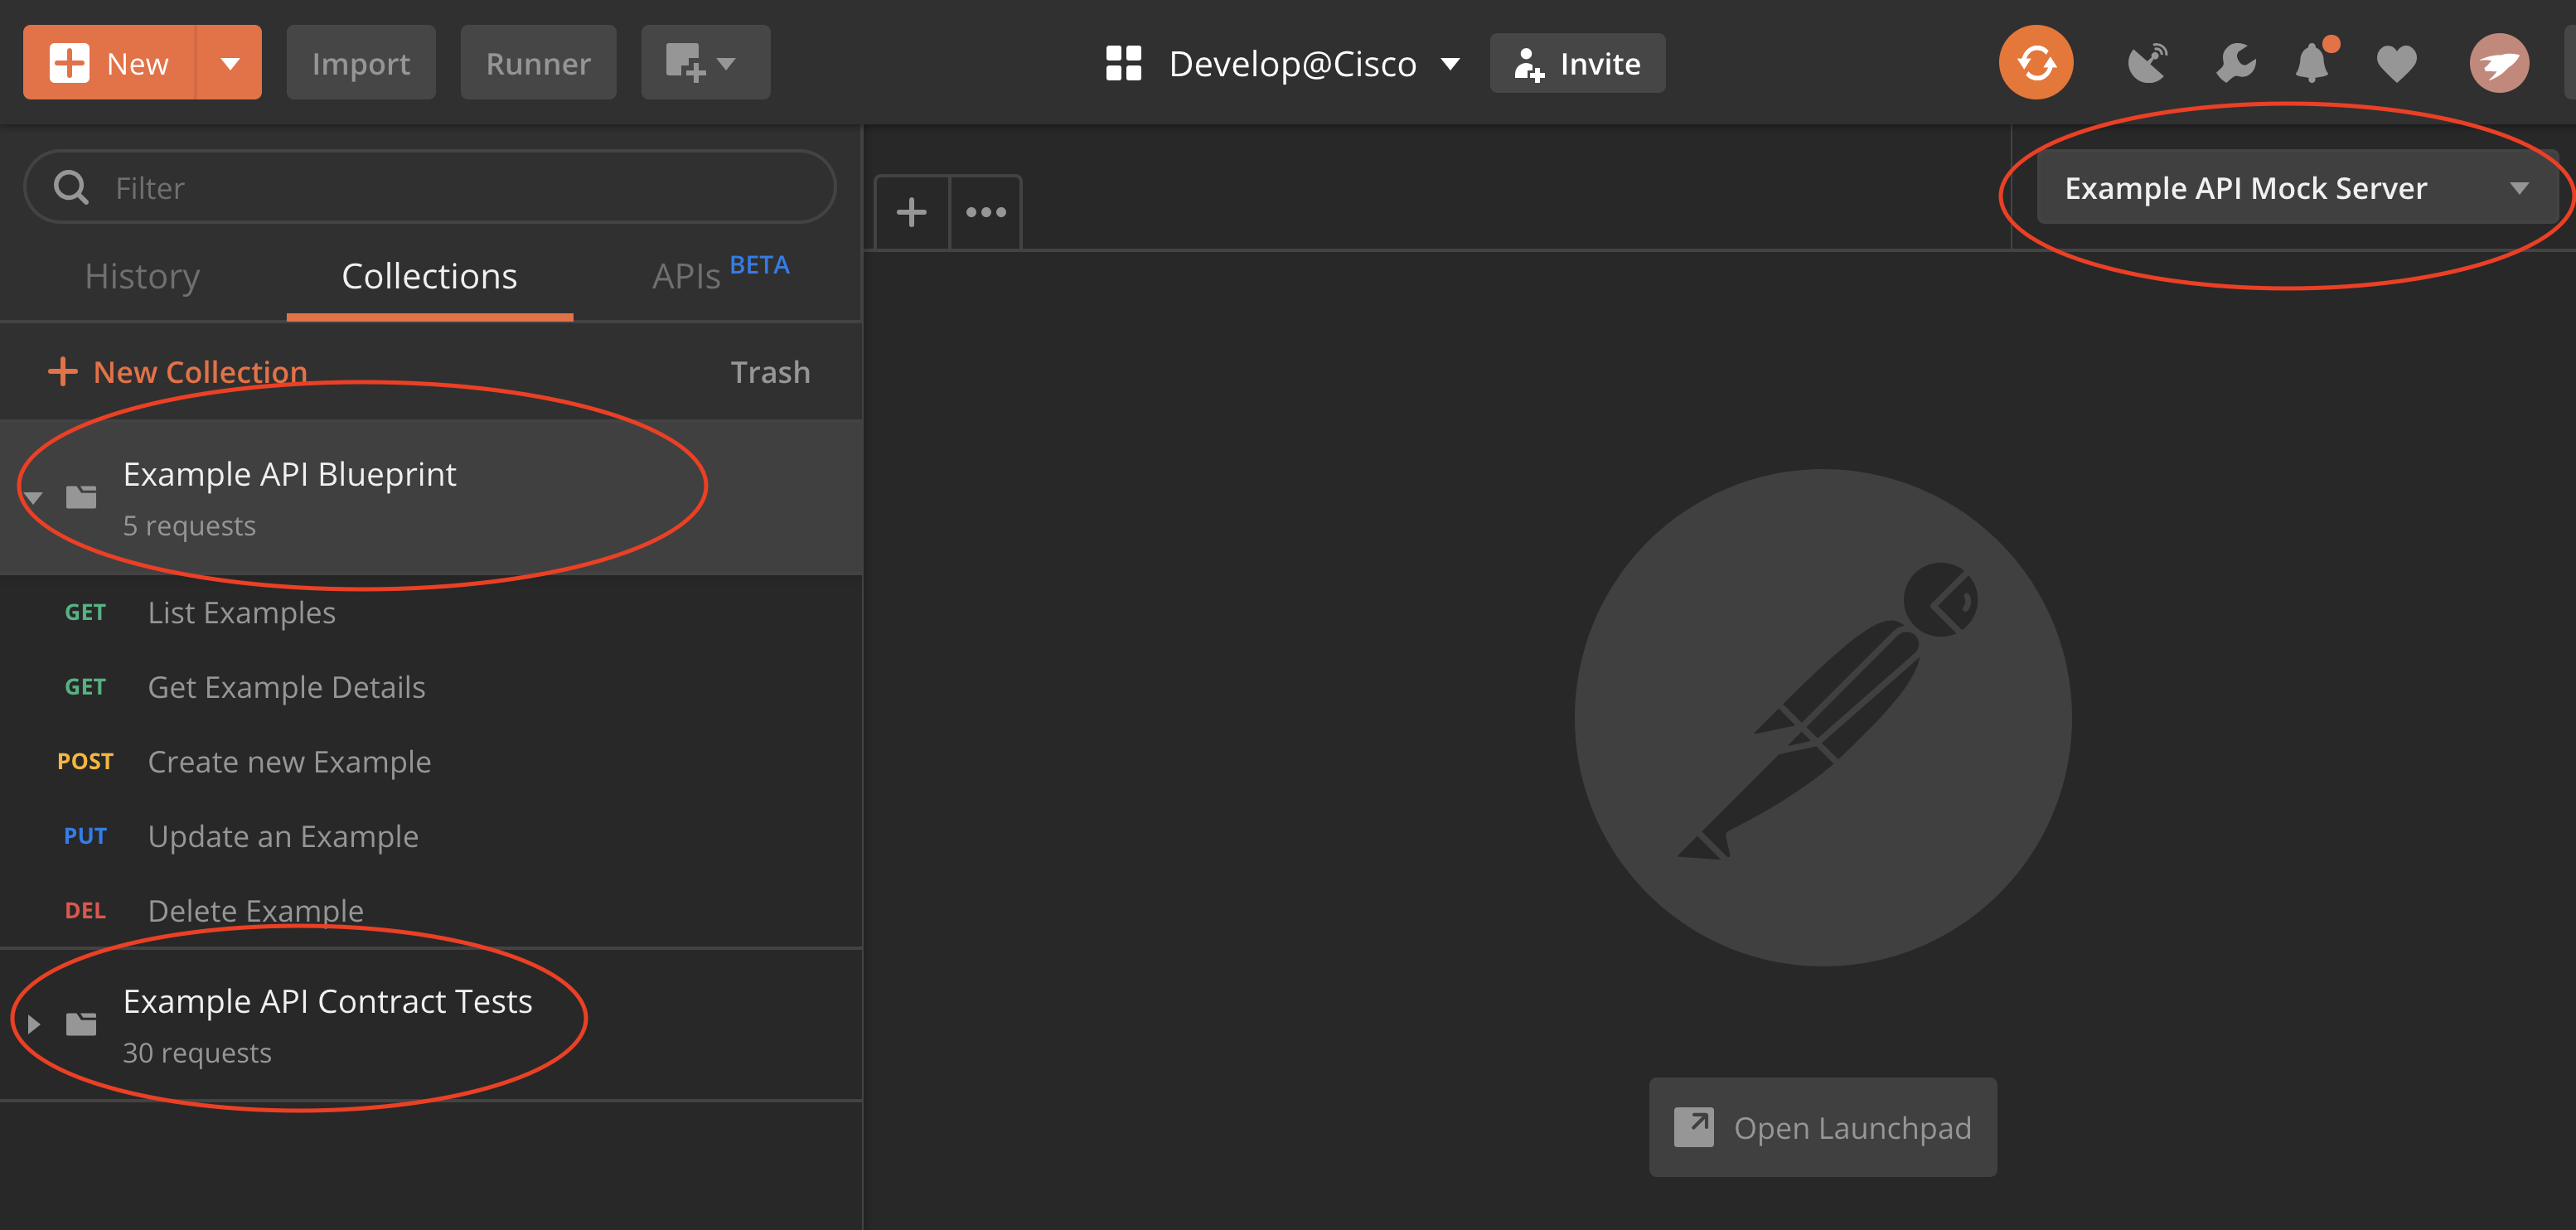 New
Import
Runner
Develop@Cisco
Invite
Filter
Example API Mock Server
History
Collections
APIs BETA
New Collection
Trash
Example API Blueprint
5 requests
GET List Examples
GET Get Example Details
POST Create new Example
PUT Update an Example
DEL Delete Example
Example API Contract Tests
30 requests
Open Launchpad